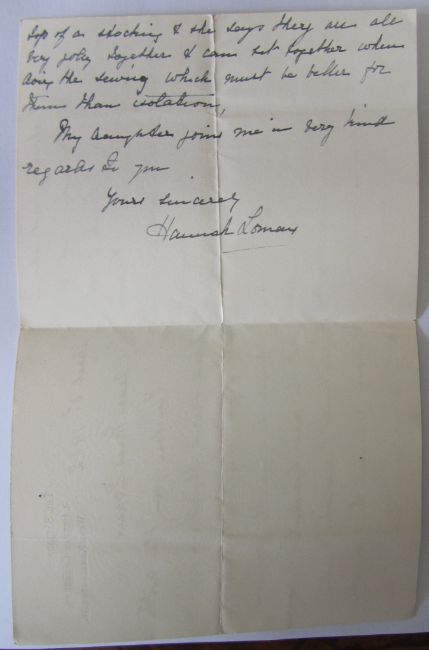 top of a stocking & she says they are all
very jolly together & can sit together when
doing the sewing which must be better for
them than isolation,
My daughter joins me in very kind
regards to you
Yours sincerely
Hannah Lomax